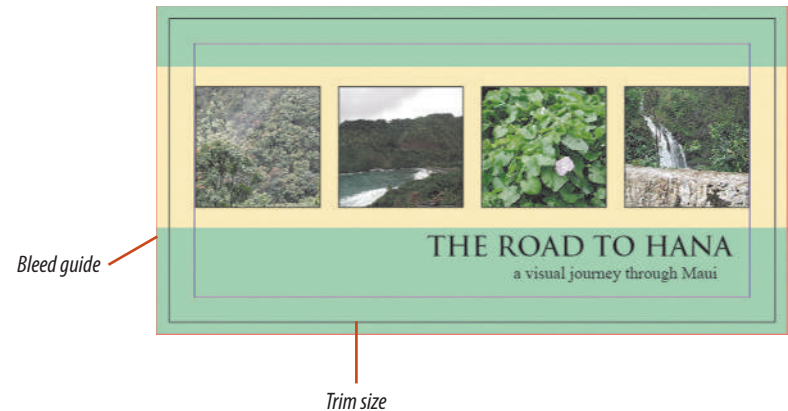 THE ROAD TO HANA
a visual journey through Maui
Bleed guide
Trim size